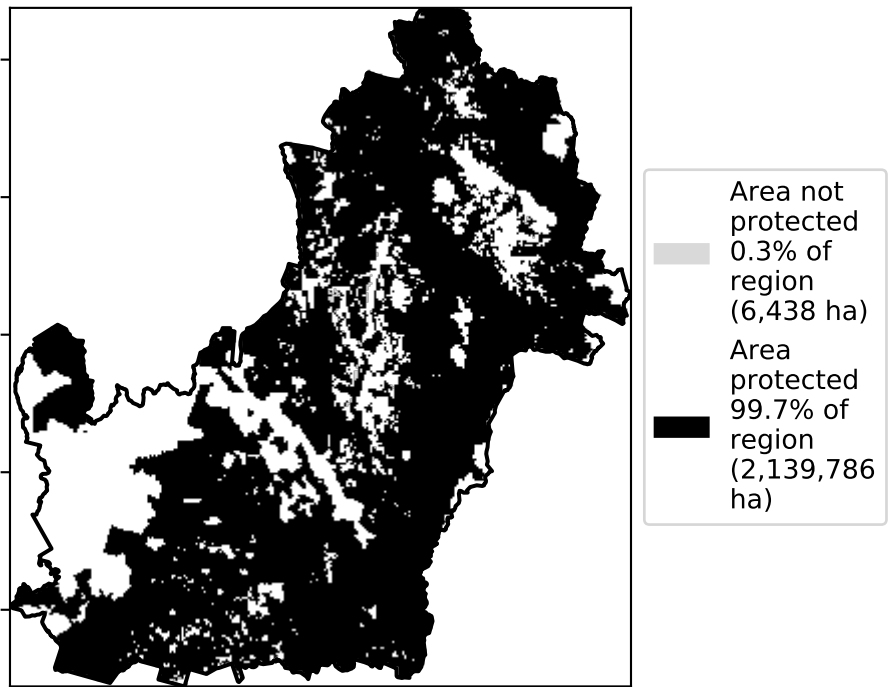 Area not
protected
0.3% of
region
(6,438 ha)
Area
protected
99.7% of
region
(2,139,786
ha)